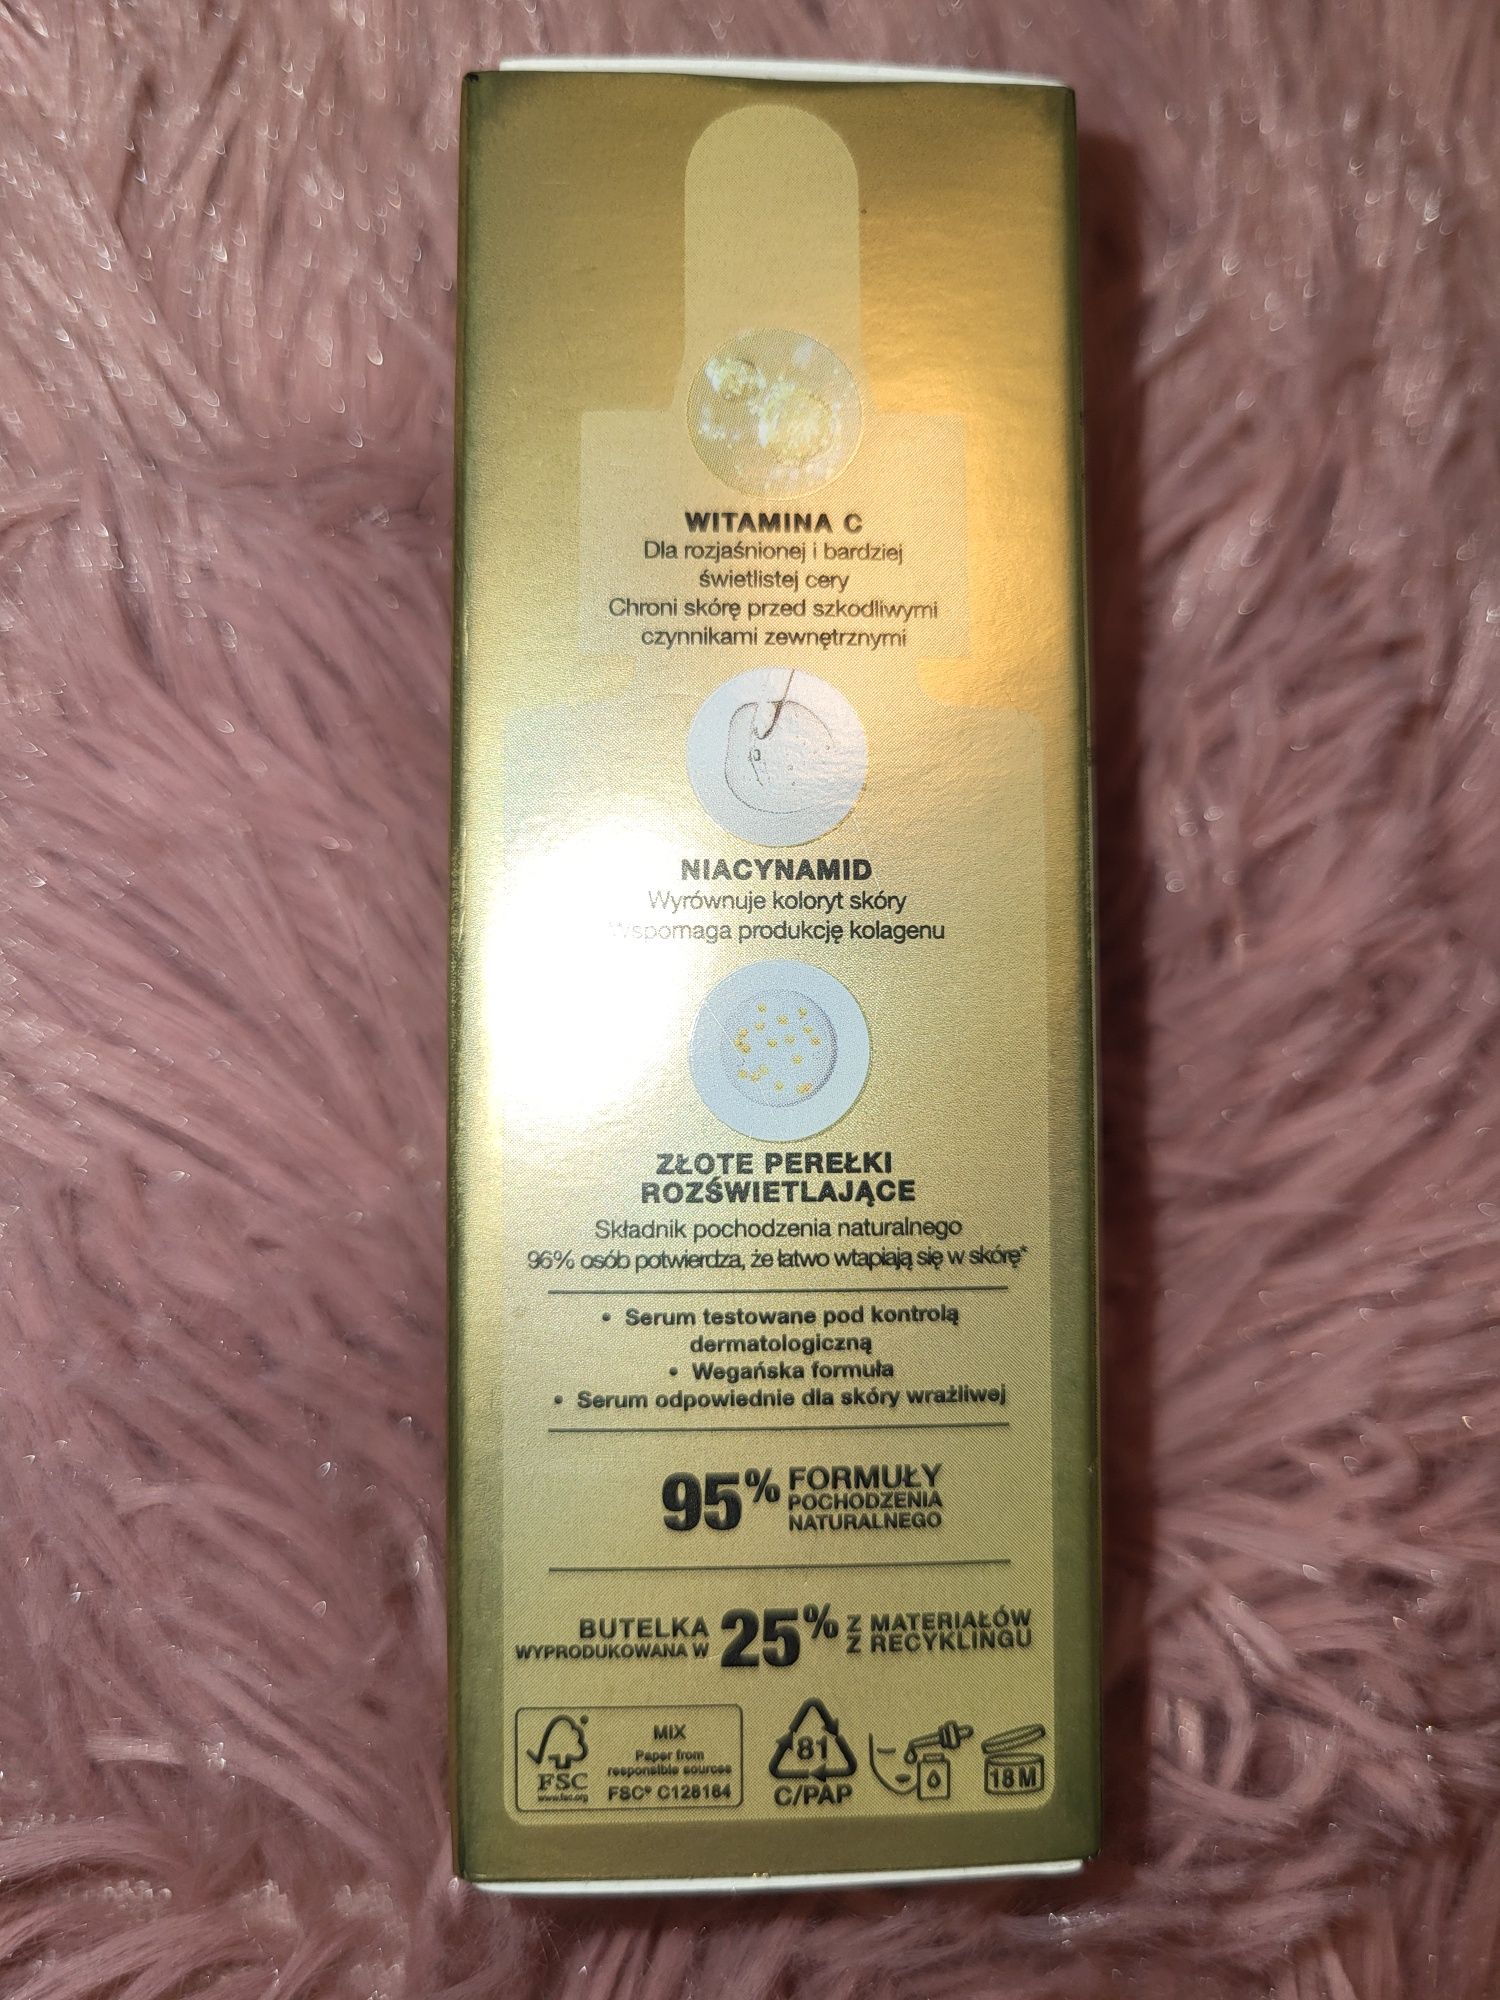 WITAMINA C
Dla rozjaśnionej i bardziej
świetlistej cery
Chroni skórę przed szkodliwymi
czynnikami zewnętrznymi
NIACYNAMID
Wyrównuje koloryt skóry
Wspomaga produkcję kolagenu
ZŁOTE PEREŁKI
ROZŚWIETLAJĄCE
Składnik pochodzenia naturalnego
96% osób potwierdza, że łatwo wtapiają się w skórę*
• Serum testowane pod kontrolą
dermatologiczną
• Wegańska formuła
• Serum odpowiednie dla skóry wrażliwej
95% FORMUŁY
POCHODZENIA
NATURALNEGO
BUTELKA
WYPRODUKOWANA W 25% Z MATERIAŁÓW
Z RECYKLINGU
FSC
www.fsc.org
MIX
Paper from
responsible sources
FSC® C128184
81
C/PAP
18M